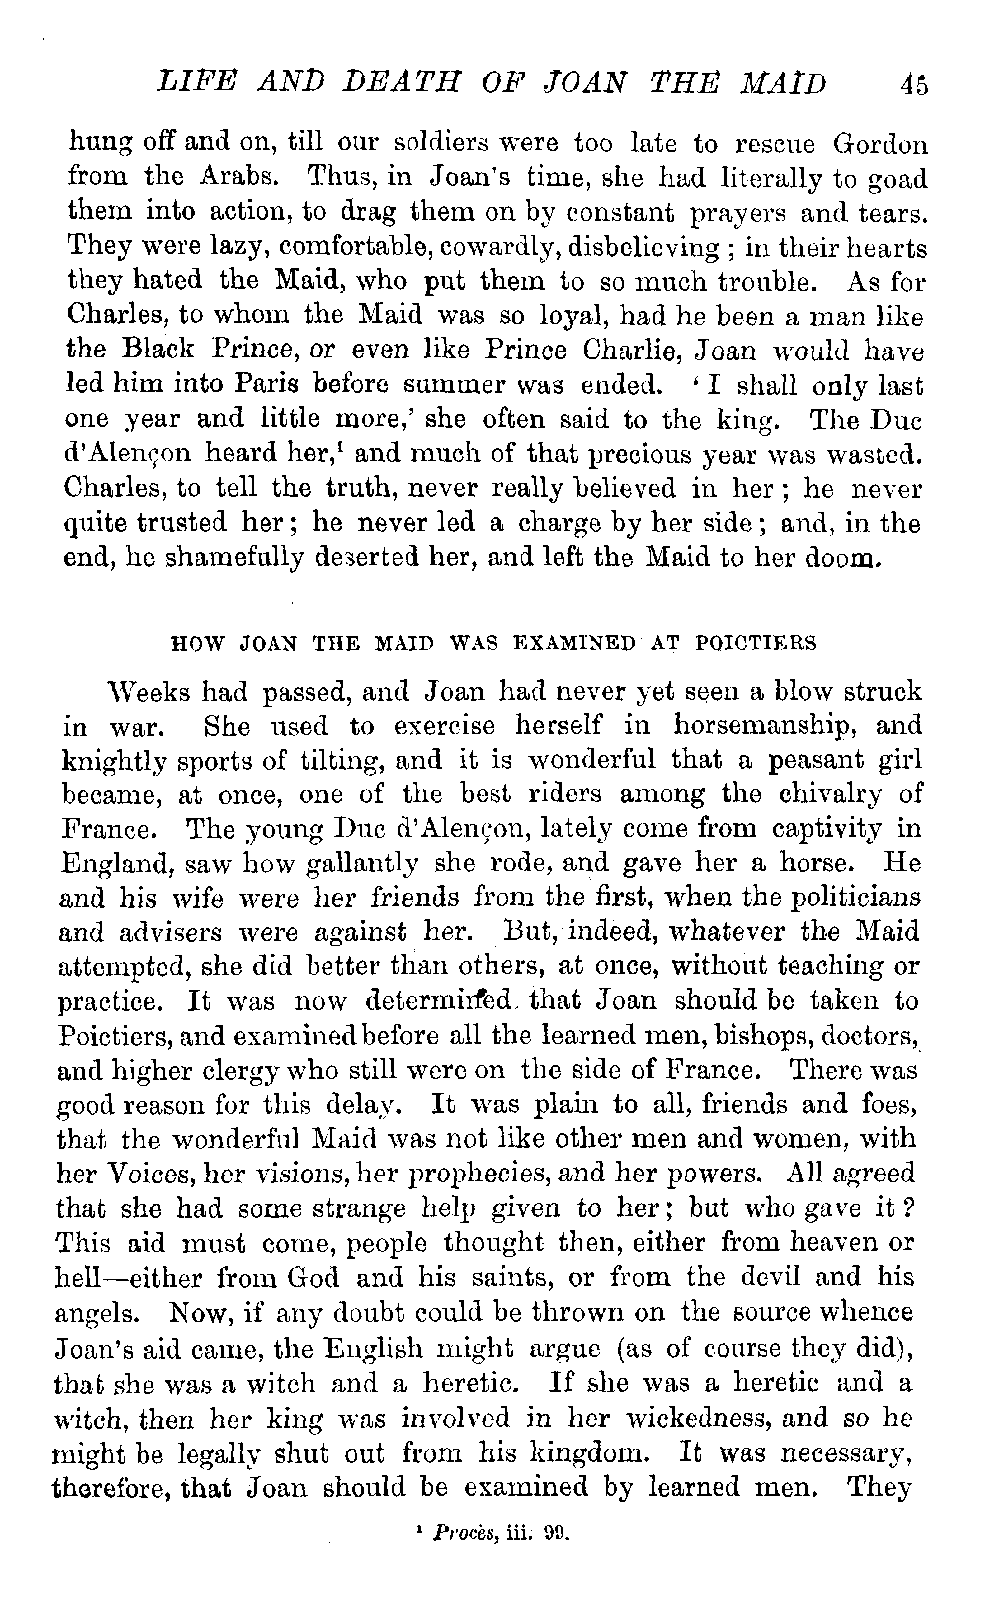 LIFE AND DEATH OF JOAN THE MAID 45
hung off and on, till our soldiers were too late to rescue Gordon
from the Arabs. Thus, in Joan's time, she had literally to goad
them into action, to drag them on by constant prayers and tears.
They were lazy, comfortable, cowardly, disbelieving ; in their hearts
they hated the Maid, who put them to so much trouble. As for
Charles, to whom the Maid was so loyal, had he been a man like
the Black Prince, or even like Prince Charlie, Joan would have
led him into Paris before summer was ended. ‘ I shall only last
one year and little more,’ she often said to the king. The Duc
d'Alençon heard her,¹ and much of that precious year was wasted.
Charles, to tell the truth, never really believed in her ; he never
quite trusted her ; he never led a charge by her side ; and, in the
end, he shamefully deserted her, and left the Maid to her doom.
HOW JOAN THE MAID WAS EXAMINED AT POICTIERS
Weeks had passed, and Joan had never yet seen a blow struck
in war. She used to exercise herself in horsemanship, and
knightly sports of tilting, and it is wonderful that a peasant girl
became, at once, one of the best riders among the chivalry of
France. The young Duc d'Alençon, lately come from captivity in
England, saw how gallantly she rode, and gave her a horse. He
and his wife were her friends from the first, when the politicians
and advisers were against her. But, indeed, whatever the Maid
attempted, she did better than others, at once, without teaching or
practice. It was now determined that Joan should be taken to
Poictiers, and examined before all the learned men, bishops, doctors,
and higher clergy who still were on the side of France. There was
good reason for this delay. It was plain to all, friends and foes,
that the wonderful Maid was not like other men and women, with
her Voices, her visions, her prophecies, and her powers. All agreed
that she had some strange help given to her ; but who gave it ?
This aid must come, people thought then, either from heaven or
hell—either from God and his saints, or from the devil and his
angels. Now, if any doubt could be thrown on the source whence
Joan's aid came, the English might argue (as of course they did),
that she was a witch and a heretic. If she was a heretic and a
witch, then her king was involved in her wickedness, and so he
might be legally shut out from his kingdom. It was necessary,
therefore, that Joan should be examined by learned men. They
¹ Procès, iii. 99.